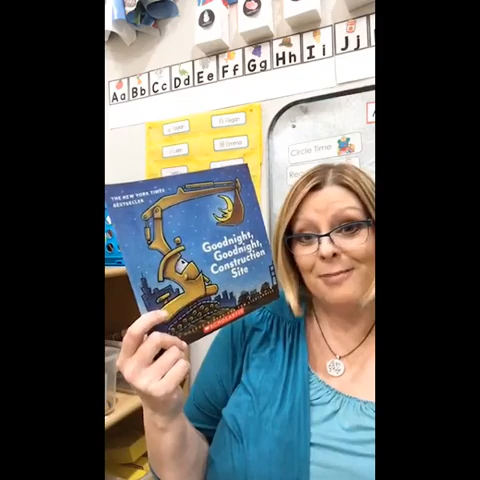 Aa Bb Cc Dd Ee Ff Gg Hh Ii Jj
Circle Time
THE NEW YORK TIMES
BESTSELLER
Goodnight,
Goodnight,
Construction
Site
SCHOLASTIC